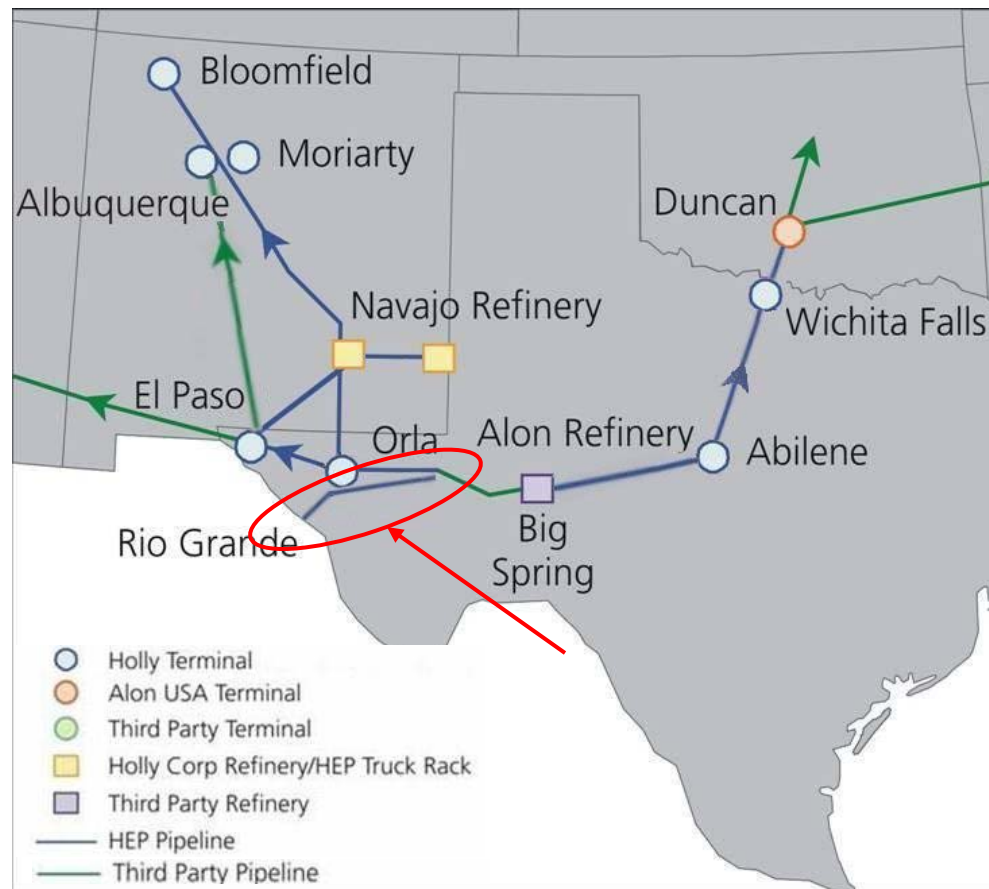 Bloomfield
Moriarty
Albuquerque
Duncan
Navajo Refinery
Wichita Falls
El Paso
Orla
Alon Refinery
Abilene
Rio Grande
Big
Spring
Holly Terminal
Alon USA Terminal
Third Party Terminal
Holly Corp Refinery/HEP Truck Rack
Third Party Refinery
HEP Pipeline
Third Party Pipeline